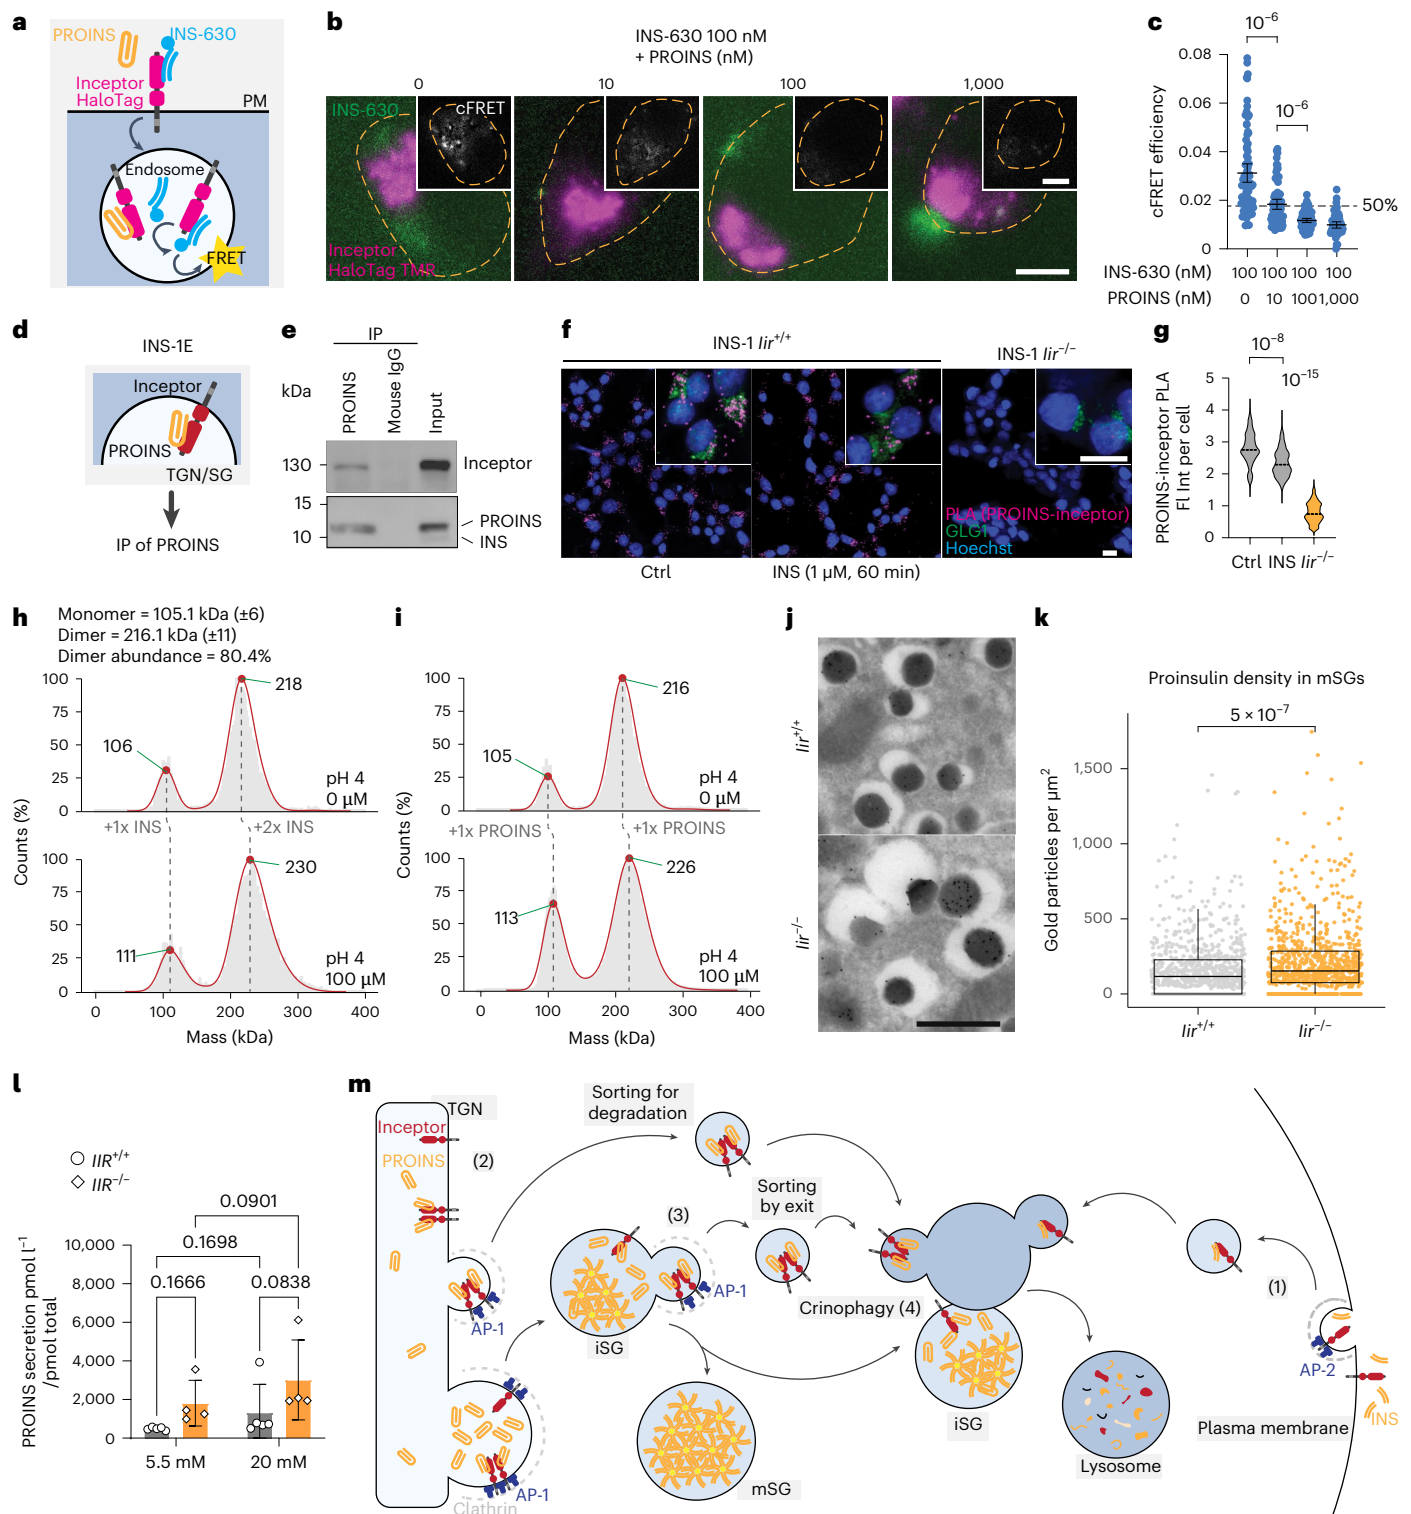 a
PROINS
INS-630
Inceptor
HaloTag
PM
Endosome
FRET
b
INS-630 100 nM
+ PROINS (nM)
0
10
100
1,000
INS-630
cFRET
Inceptor
HaloTag TMR
c
10⁻⁶
10⁻⁶
0.08
0.06
0.04
0.02
0
cFRET efficiency
50%
INS-630 (nM) 100 100 100 100
PROINS (nM) 0 10 100 1,000
d
INS-1E
Inceptor
PROINS
TGN/SG
IP of PROINS
e
IP
kDa
PROINS
Mouse IgG
Input
130
Inceptor
15
10
PROINS
INS
f
INS-1 Iir⁺/⁺
INS-1 Iir⁻/⁻
PLA (PROINS-inceptor)
GLG1
Hoechst
Ctrl
INS (1 µM, 60 min)
g
10⁻⁸
10⁻¹⁵
5
4
3
2
1
0
PROINS-inceptor PLA
Fl Int per cell
Ctrl INS Iir⁻/⁻
h
Monomer = 105.1 kDa (±6)
Dimer = 216.1 kDa (±11)
Dimer abundance = 80.4%
100
75
50
25
0
218
106
pH 4
0 µM
+1x INS
+2x INS
100
75
50
25
0
230
111
pH 4
100 µM
Counts (%)
0 100 200 300 400
Mass (kDa)
i
100
75
50
25
0
216
105
pH 4
0 µM
+1x PROINS
+1x PROINS
100
75
50
25
0
226
113
pH 4
100 µM
Counts (%)
0 100 200 300 400
Mass (kDa)
j
Iir⁺/⁺
Iir⁻/⁻
k
Proinsulin density in mSGs
5 × 10⁻⁷
1,500
1,000
500
0
Gold particles per µm²
Iir⁺/⁺
Iir⁻/⁻
l
IIR⁺/⁺
IIR⁻/⁻
0.0901
0.1698
0.1666
0.0838
10,000
8,000
6,000
4,000
2,000
0
PROINS secretion pmol l⁻¹
/pmol total
5.5 mM
20 mM
m
TGN
Inceptor
PROINS
(2)
Sorting for
degradation
Sorting
by exit
(3)
AP-1
AP-1
iSG
Crinophagy (4)
(1)
AP-2
INS
Plasma membrane
iSG
Lysosome
mSG
AP-1
Clathrin